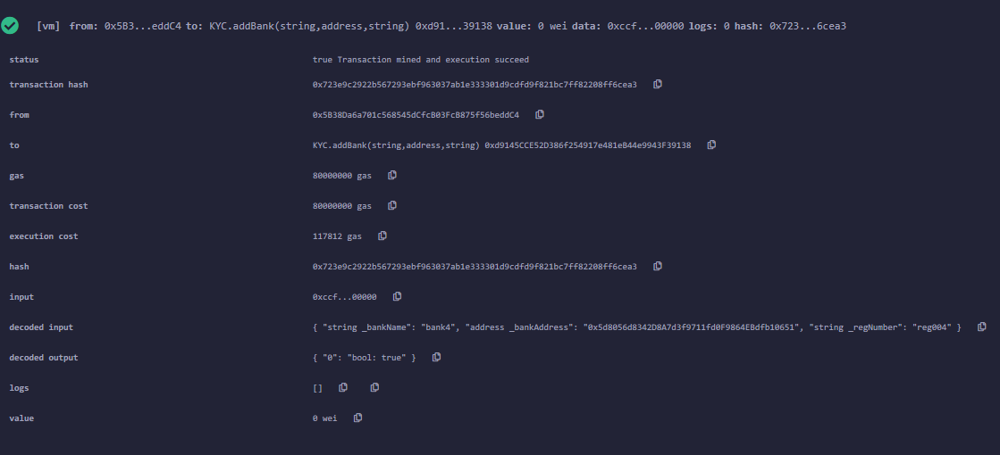 [vm] from: 0x5B3...eddC4 to: KYC.addBank(string,address,string) 0xd91...39138 value: 0 wei data: 0xccf...00000 logs: 0 hash: 0x723...6cea3
status true Transaction mined and execution succeed
transaction hash 0x723e9c2922b567293ebf963037ab1e333301d9cdfd9f821bc7ff82208ff6cea3
from 0x5B38Da6a701c568545dCfcB03FcB875f56beddC4
to KYC.addBank(string,address,string) 0xd9145CCE52D386f254917e481eB44e9943F39138
gas 80000000 gas
transaction cost 80000000 gas
execution cost 117812 gas
hash 0x723e9c2922b567293ebf963037ab1e333301d9cdfd9f821bc7ff82208ff6cea3
input 0xccf...00000
decoded input { "string _bankName": "bank4", "address _bankAddress": "0x5d8056d8342D8A7d3f9711fd0F9864EBdfb10651", "string _regNumber": "reg004" }
decoded output { "0": "bool: true" }
logs []
value 0 wei